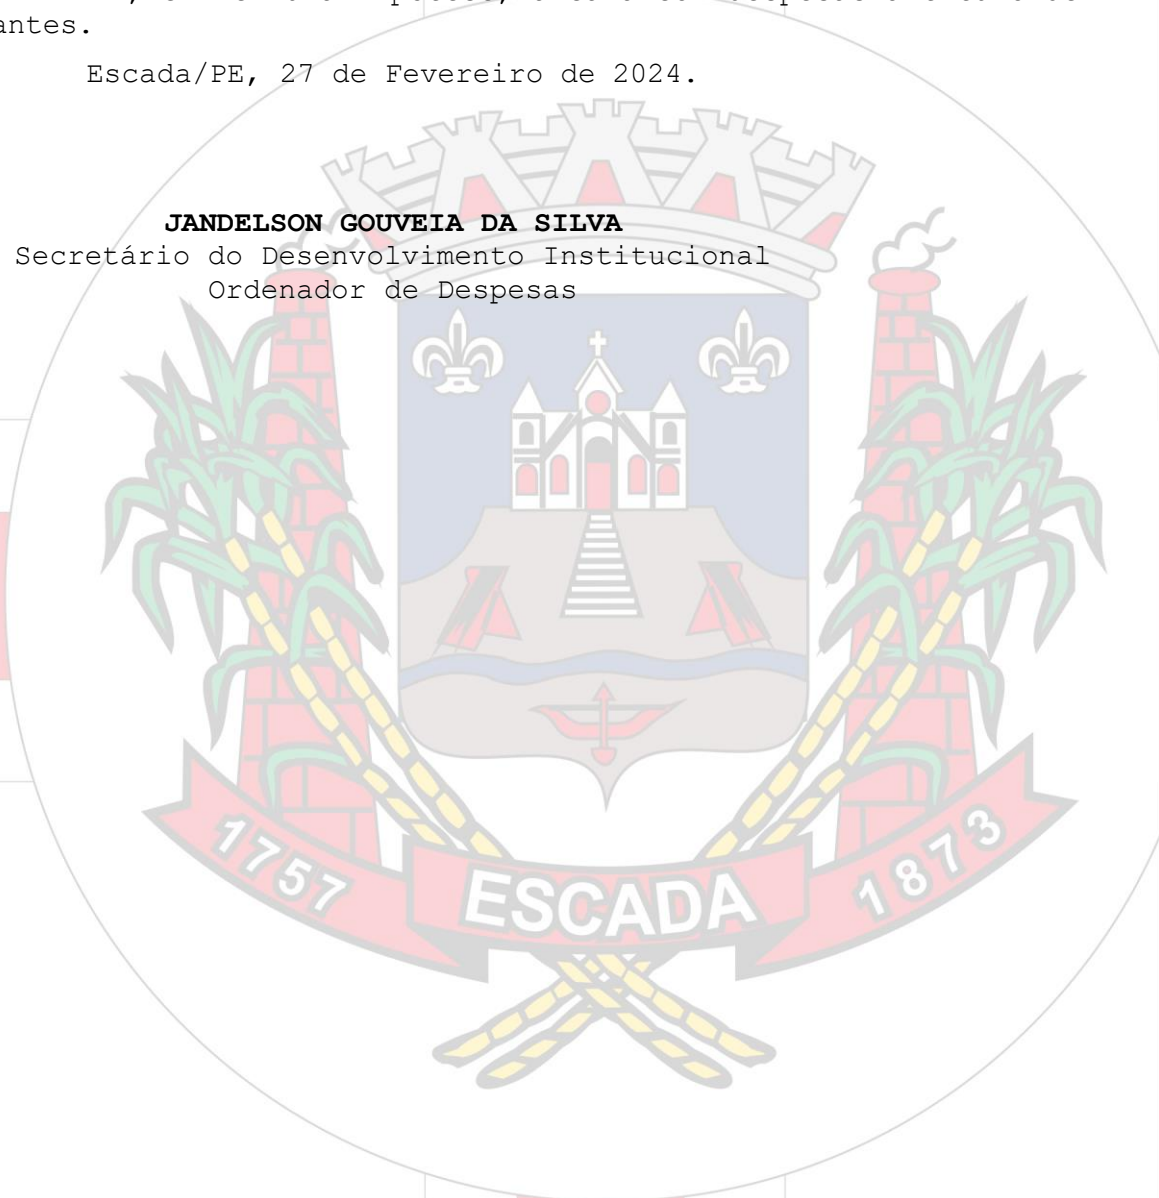 antes.
Escada/PE, 27 de Fevereiro de 2024.
JANDELSON GOUVEIA DA SILVA
Secretário do Desenvolvimento Institucional
Ordenador de Despesas
1757
ESCADA
1873